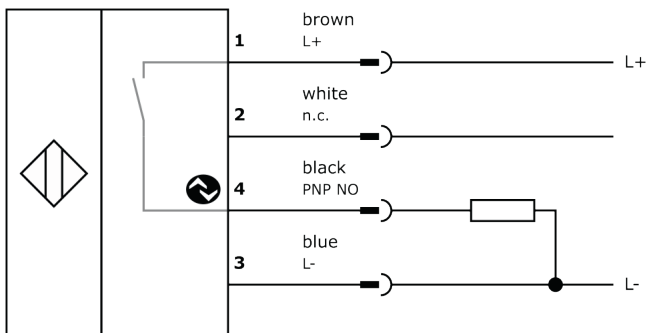 brown
1 L+
L+
white
2 n.c.
black
4 PNP NO
blue
3 L-
L-